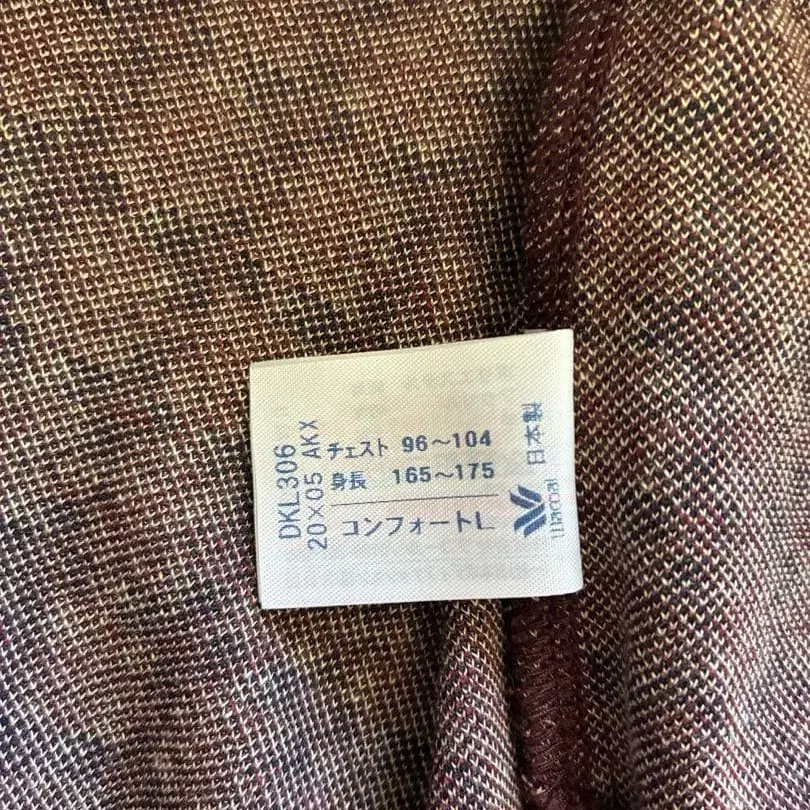 チェスト 96～104
身長 165～175
コンフォートL
DKL306
20×05 AKX
日本製
Wacoal